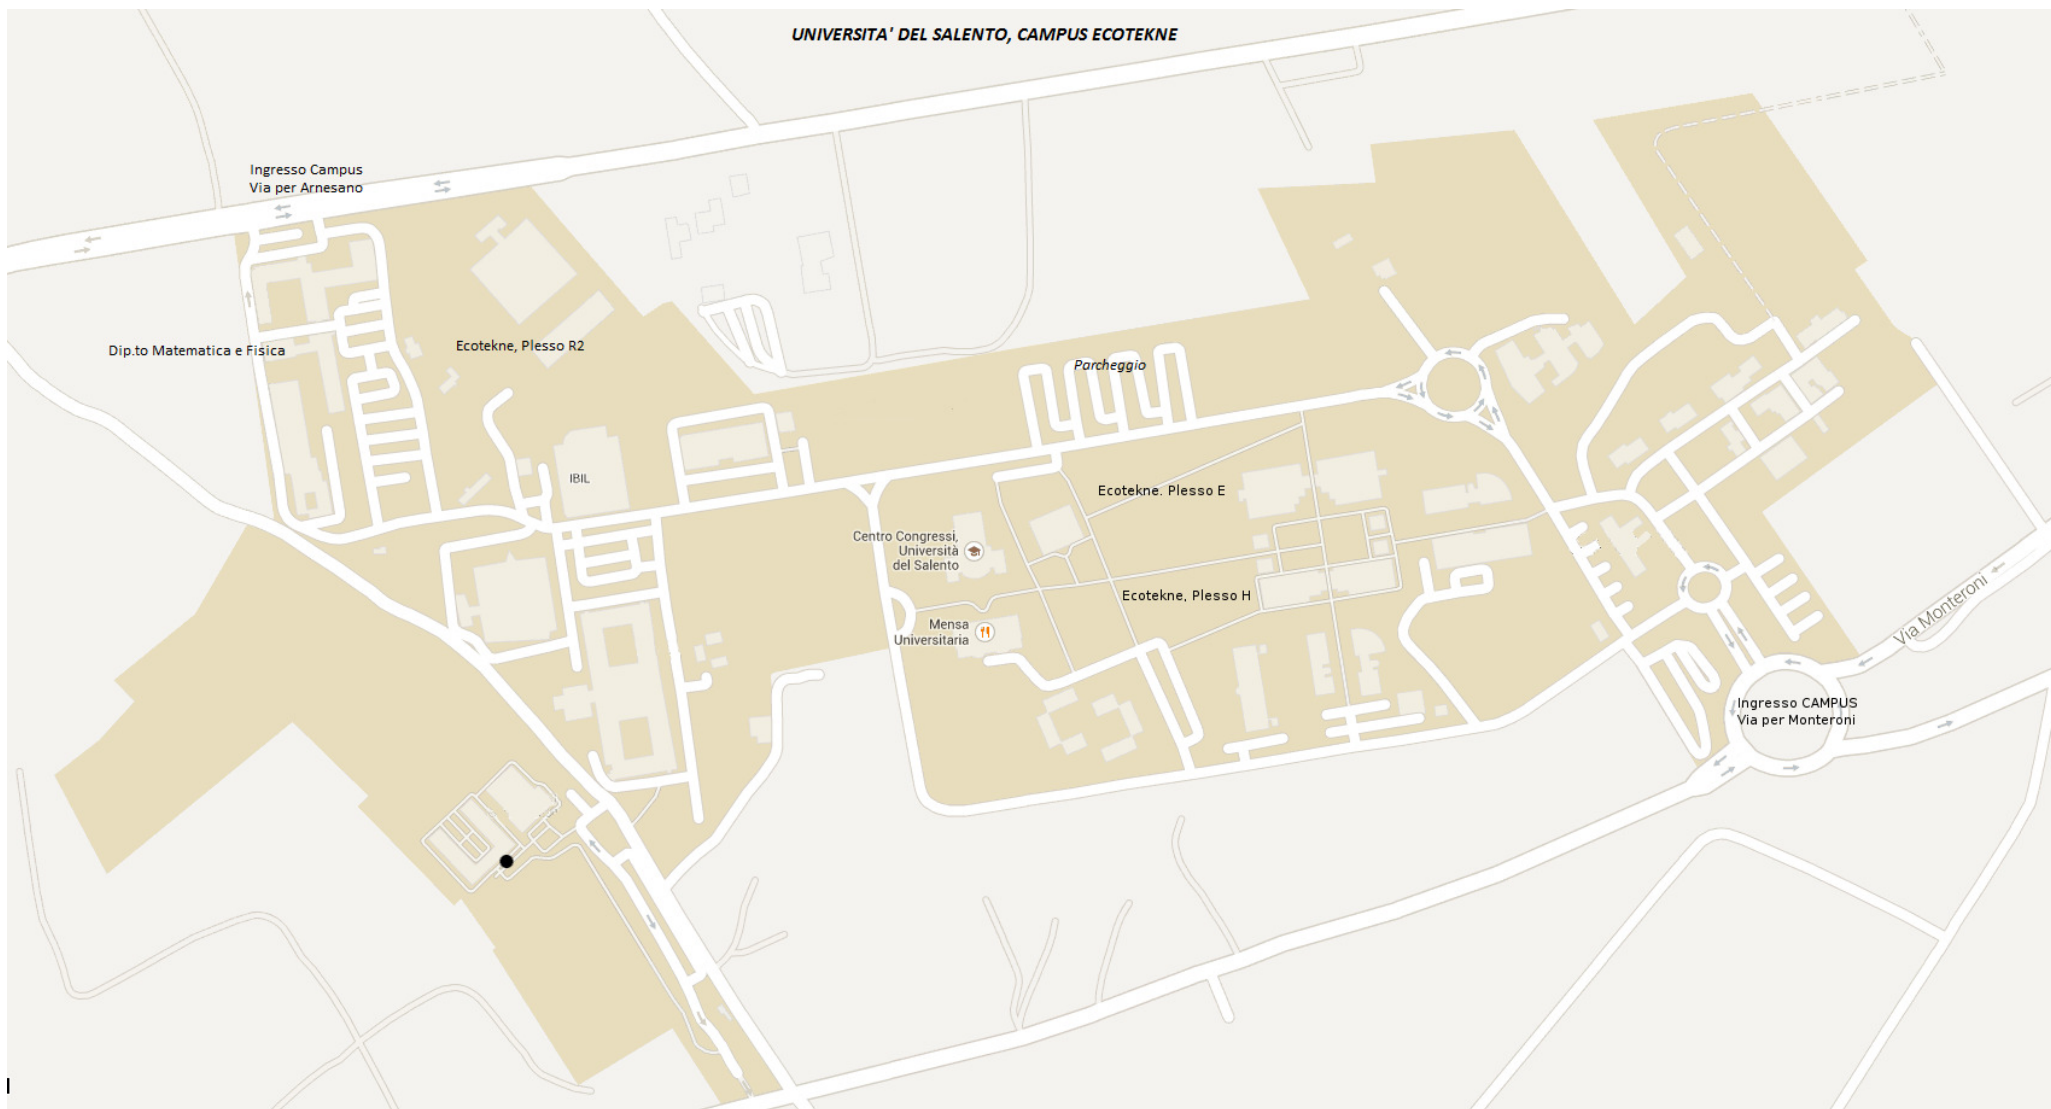 UNIVERSITA' DEL SALENTO, CAMPUS ECOTEKNE
Ingresso Campus
Via per Arnesano
Dip.to Matematica e Fisica
Ecotekne, Plesso R2
Parcheggio
IBIL
Ecotekne. Plesso E
Centro Congressi,
Università
del Salento
Ecotekne, Plesso H
Mensa
Universitaria
Via Monteroni
Ingresso CAMPUS
Via per Monteroni